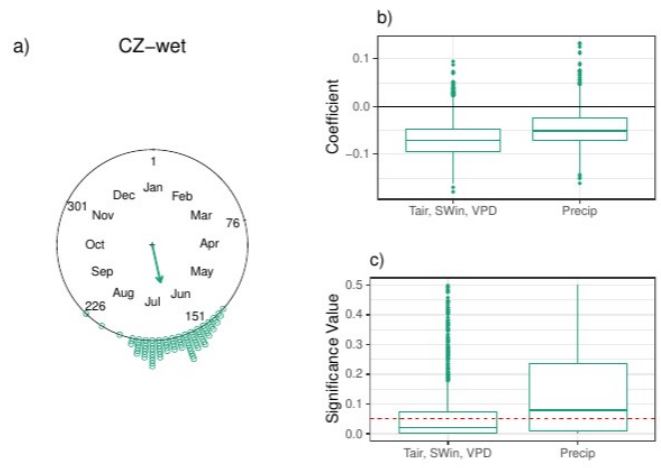 a)
CZ-wet
1
Jan
Feb
Mar
76
Apr
May
Jun
151
Jul
Aug
226
Sep
Oct
Nov
301
Dec
b)
Coefficient
0.1
0.0
−0.1
Tair, SWin, VPD
Precip
c)
Significance Value
0.5
0.4
0.3
0.2
0.1
0.0
Tair, SWin, VPD
Precip